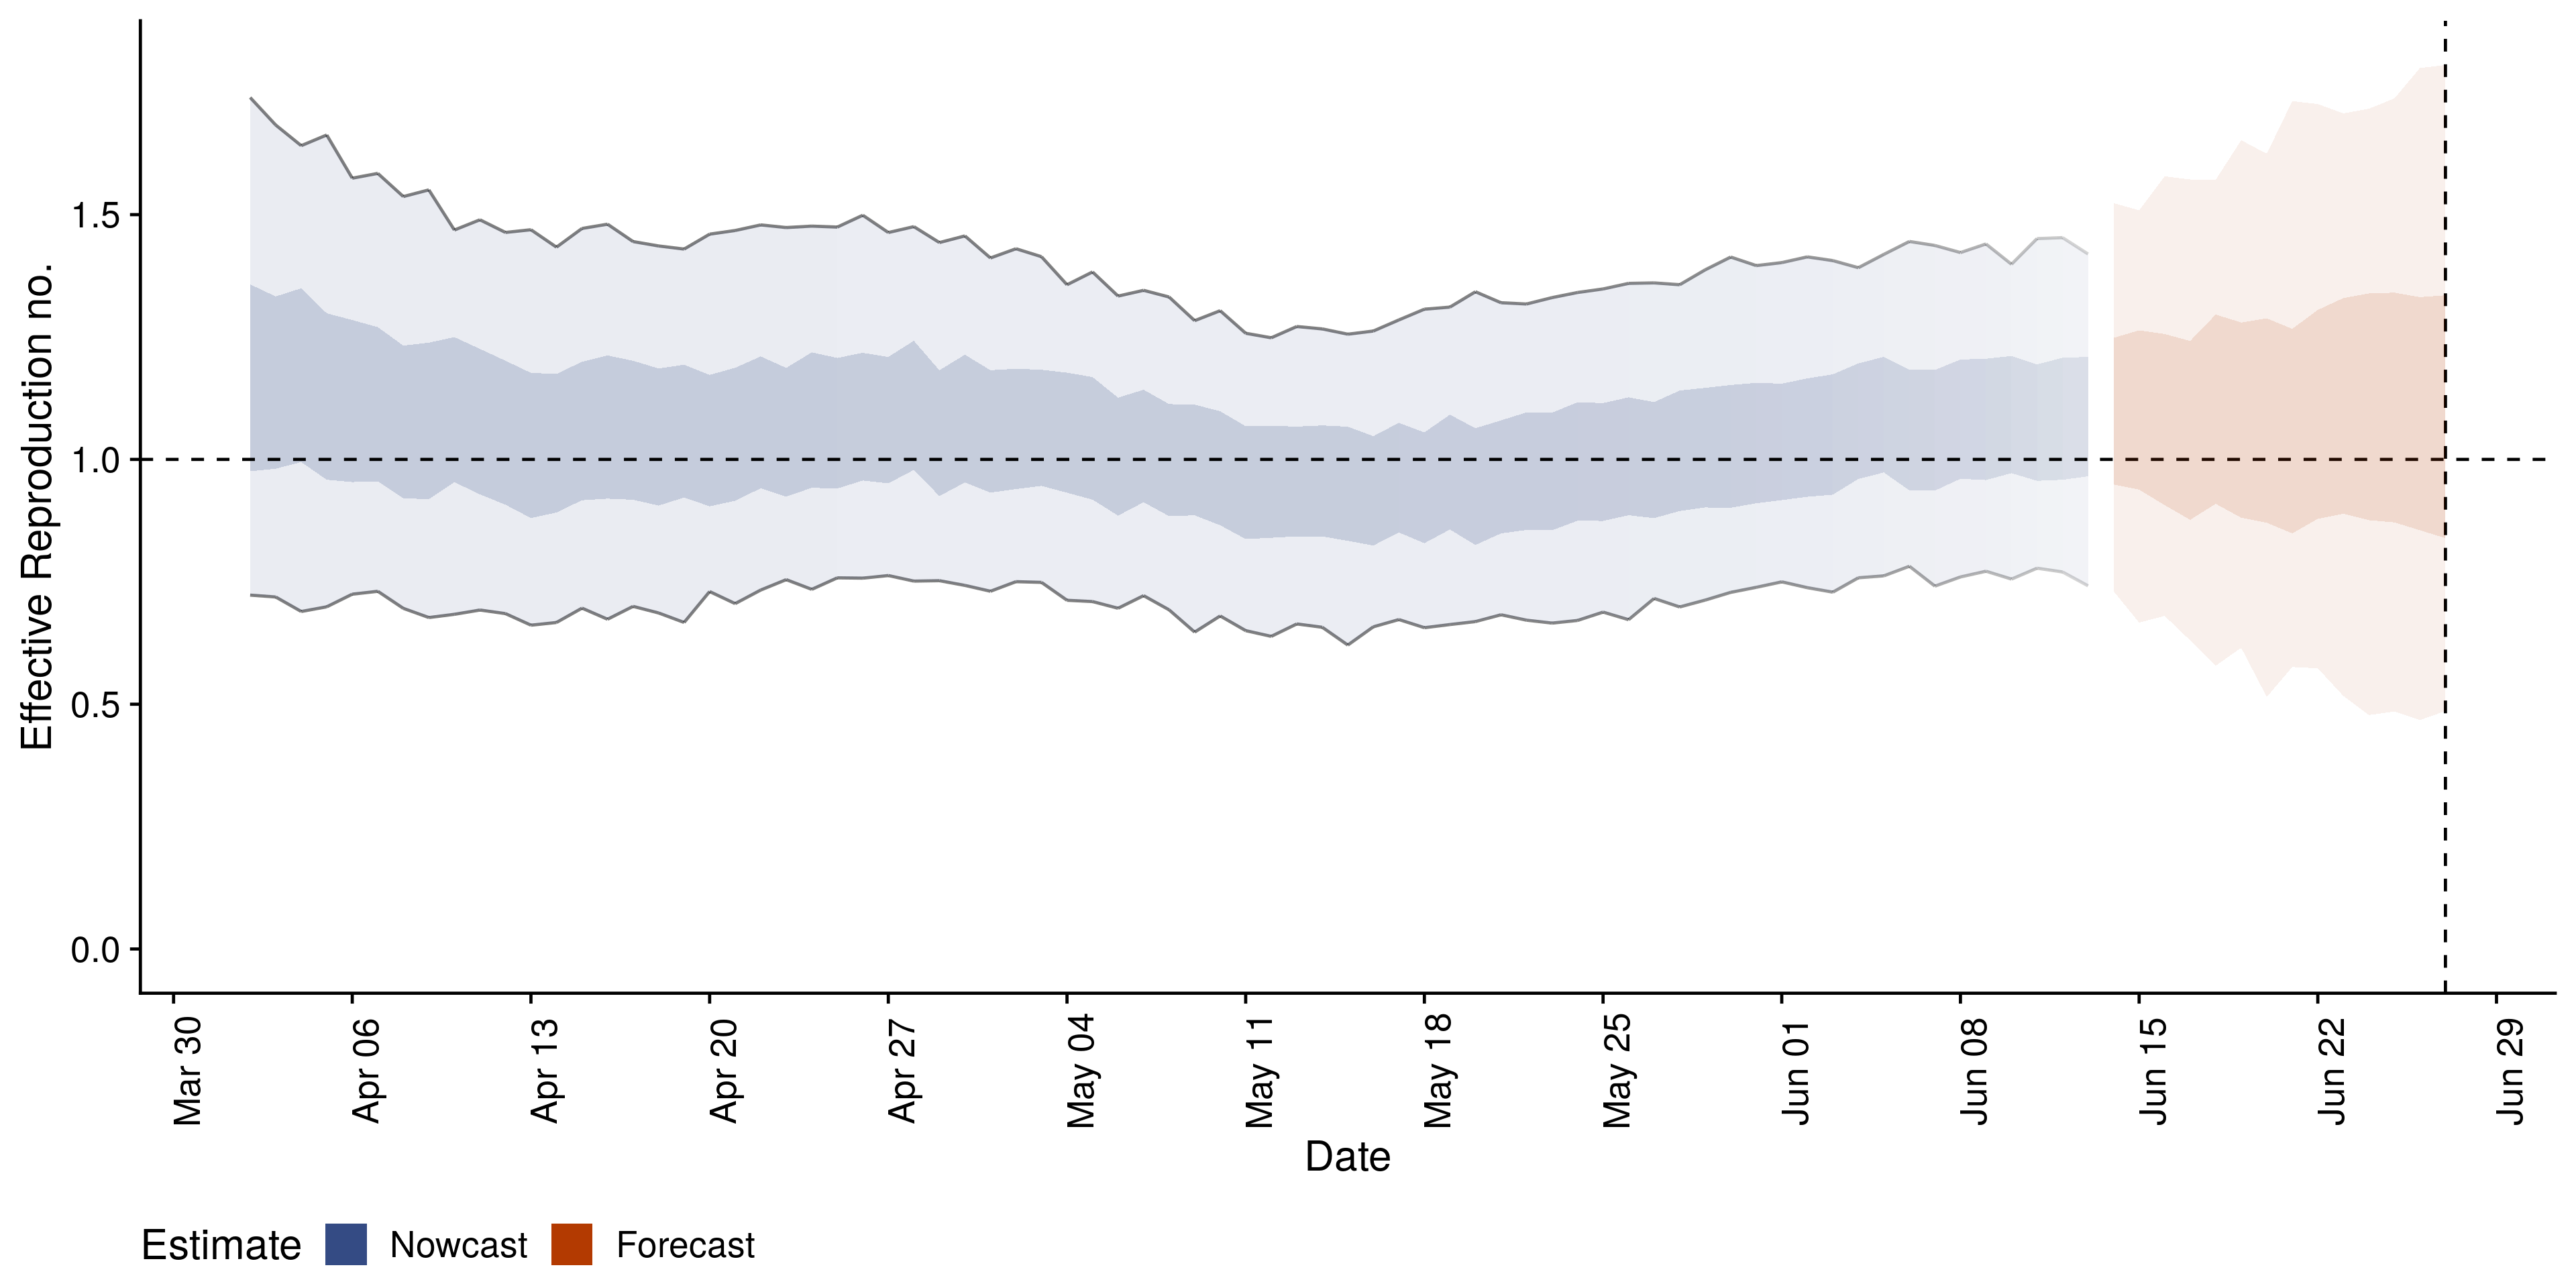 Effective Reproduction no.
1.5
1.0
0.5
0.0
Mar 30
Apr 06
Apr 13
Apr 20
Apr 27
May 04
May 11
May 18
May 25
Jun 01
Jun 08
Jun 15
Jun 22
Jun 29
Date
Estimate Nowcast Forecast